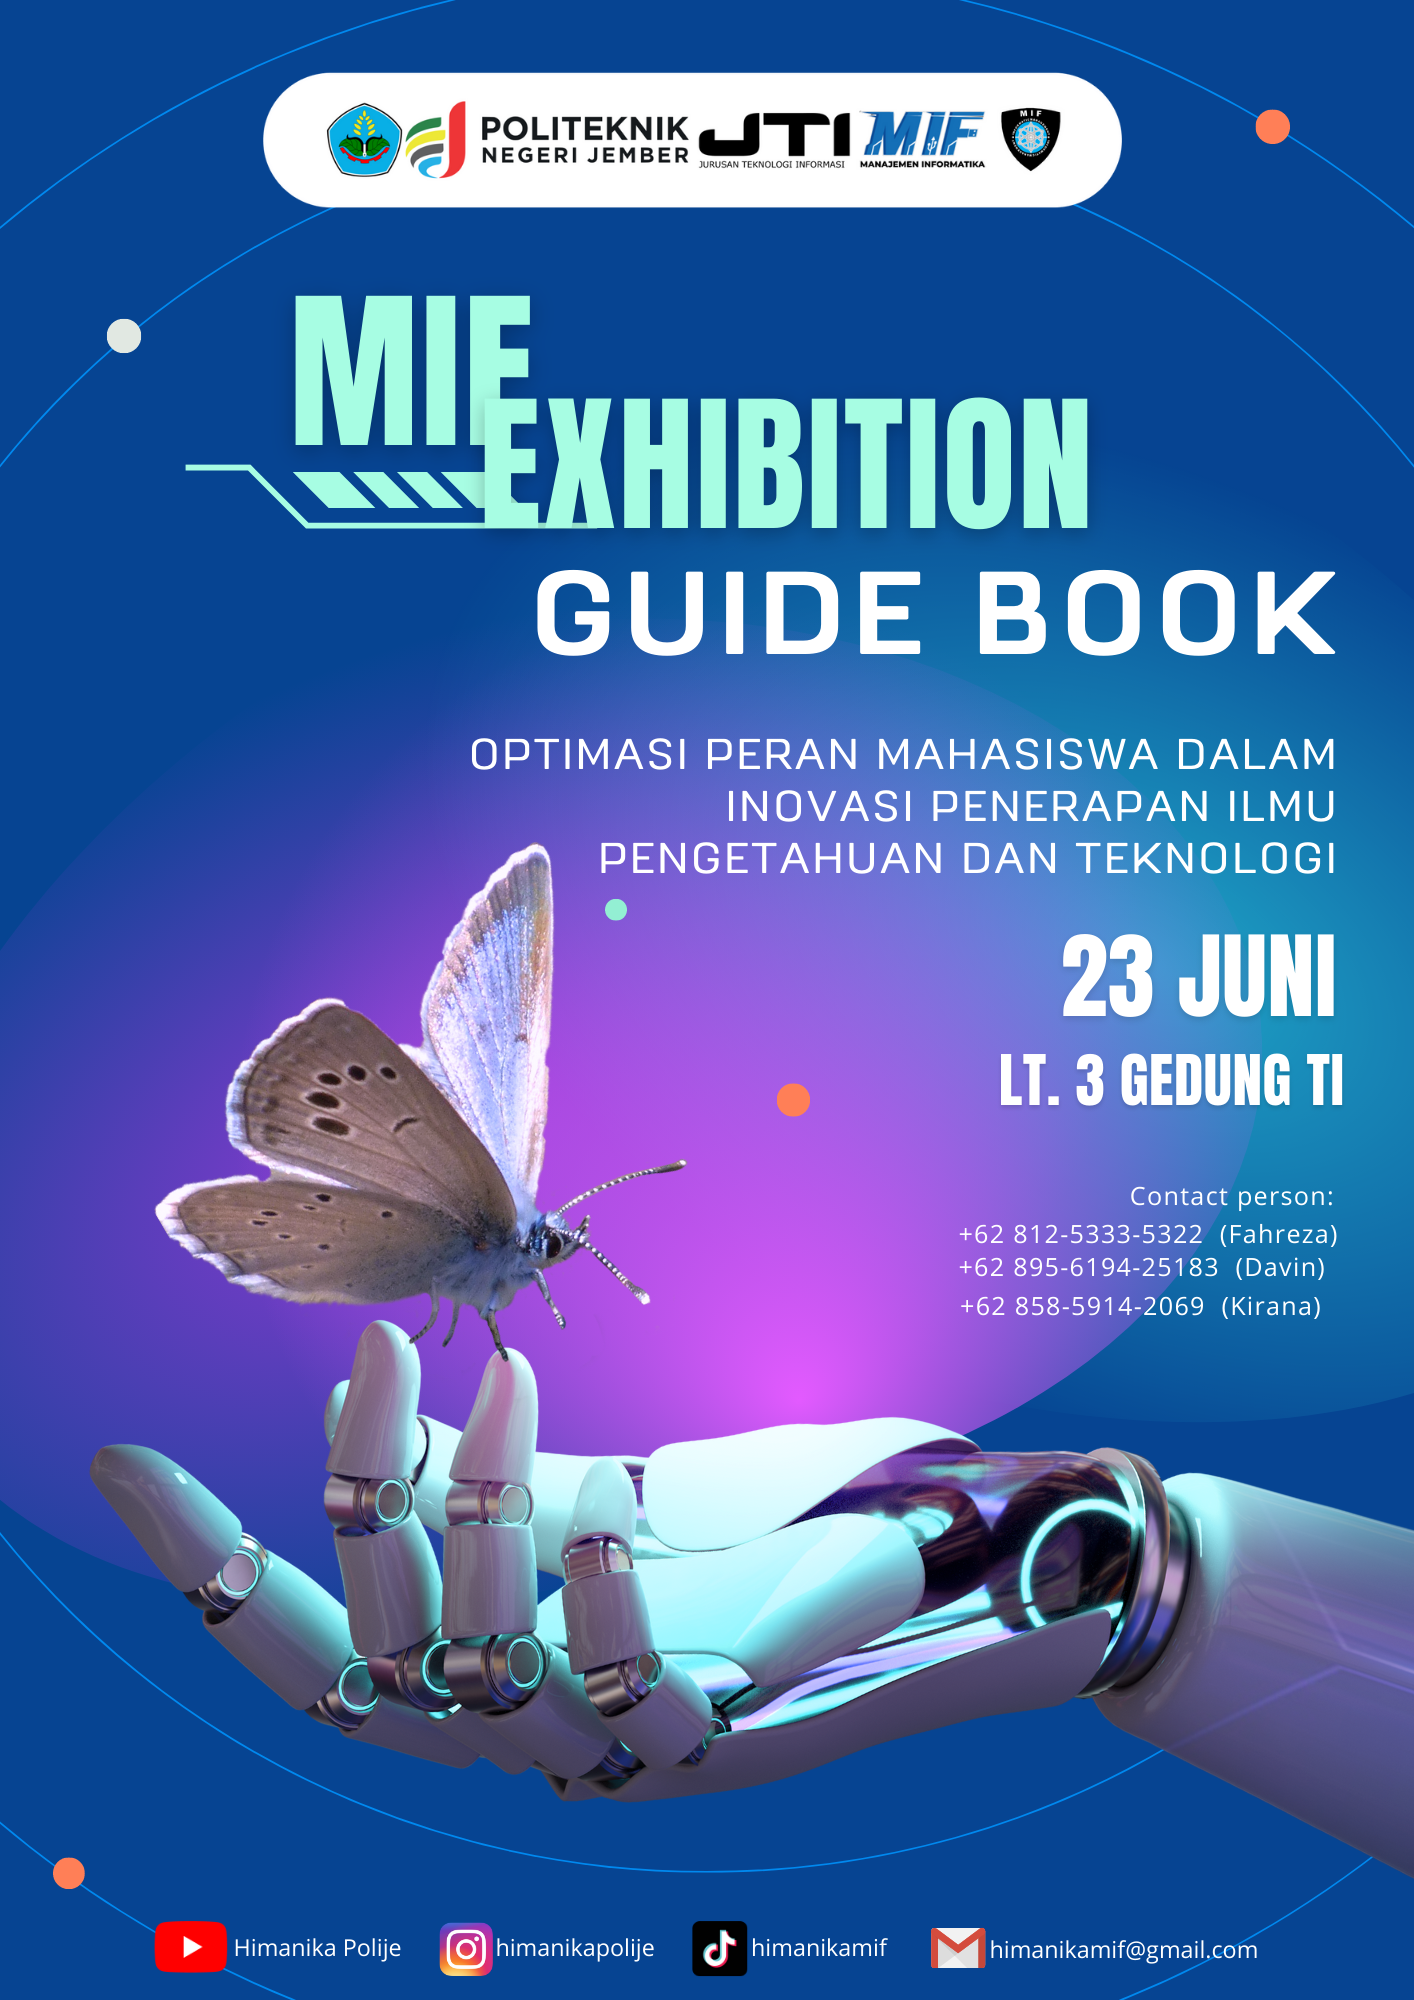 POLITEKNIK
NEGERI JEMBER
JTI
JURUSAN TEKNOLOGI INFORMASI
MIF
MANAJEMEN INFORMATIKA
MIF
MIF
EXHIBITION
GUIDE BOOK
OPTIMASI PERAN MAHASISWA DALAM
INOVASI PENERAPAN ILMU
PENGETAHUAN DAN TEKNOLOGI
23 JUNI
LT. 3 GEDUNG TI
Contact person:
+62 812-5333-5322 (Fahreza)
+62 895-6194-25183 (Davin)
+62 858-5914-2069 (Kirana)
Himanika Polije
himanikapolije
himanikamif
himanikamif@gmail.com